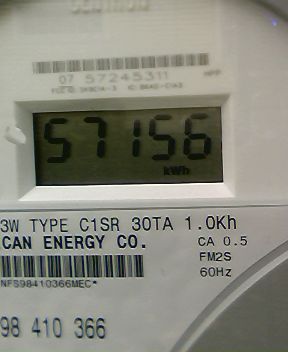 07 57245311
57156
kWh
3W TYPE C1SR 30TA 1.0Kh
CAN ENERGY CO.
CA 0.5
FM2S
60Hz
NFS98410366MEC*
98 410 366